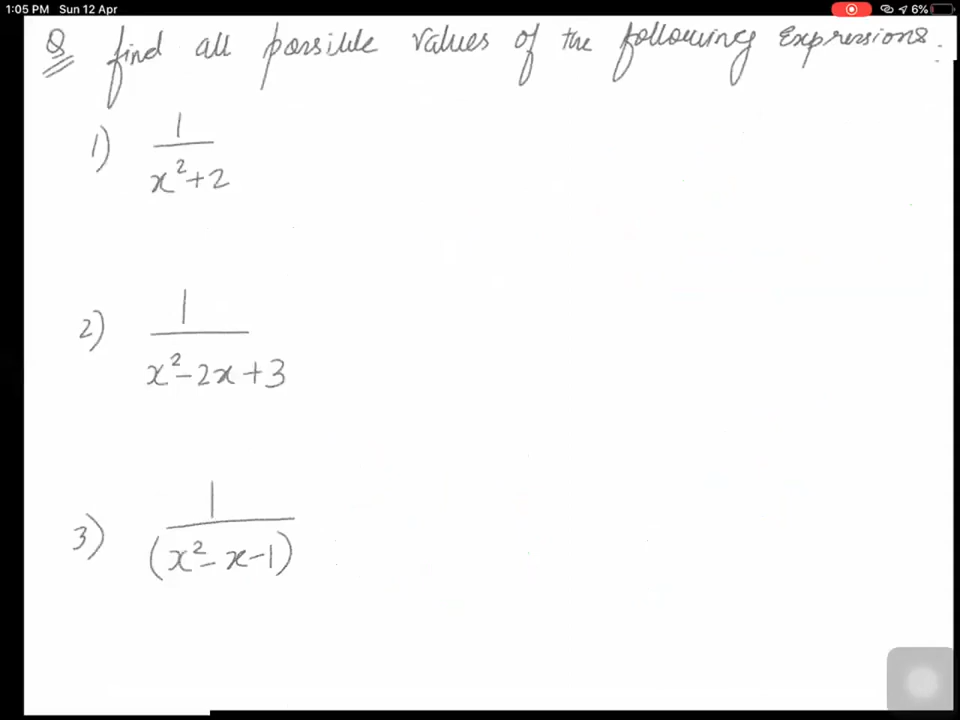 1:05 PM Sun 12 Apr 6%
Q find all possible values of the following Expressions.
1) 1
x²+2
2) 1
x²-2x+3
3) 1
(x²-x-1)